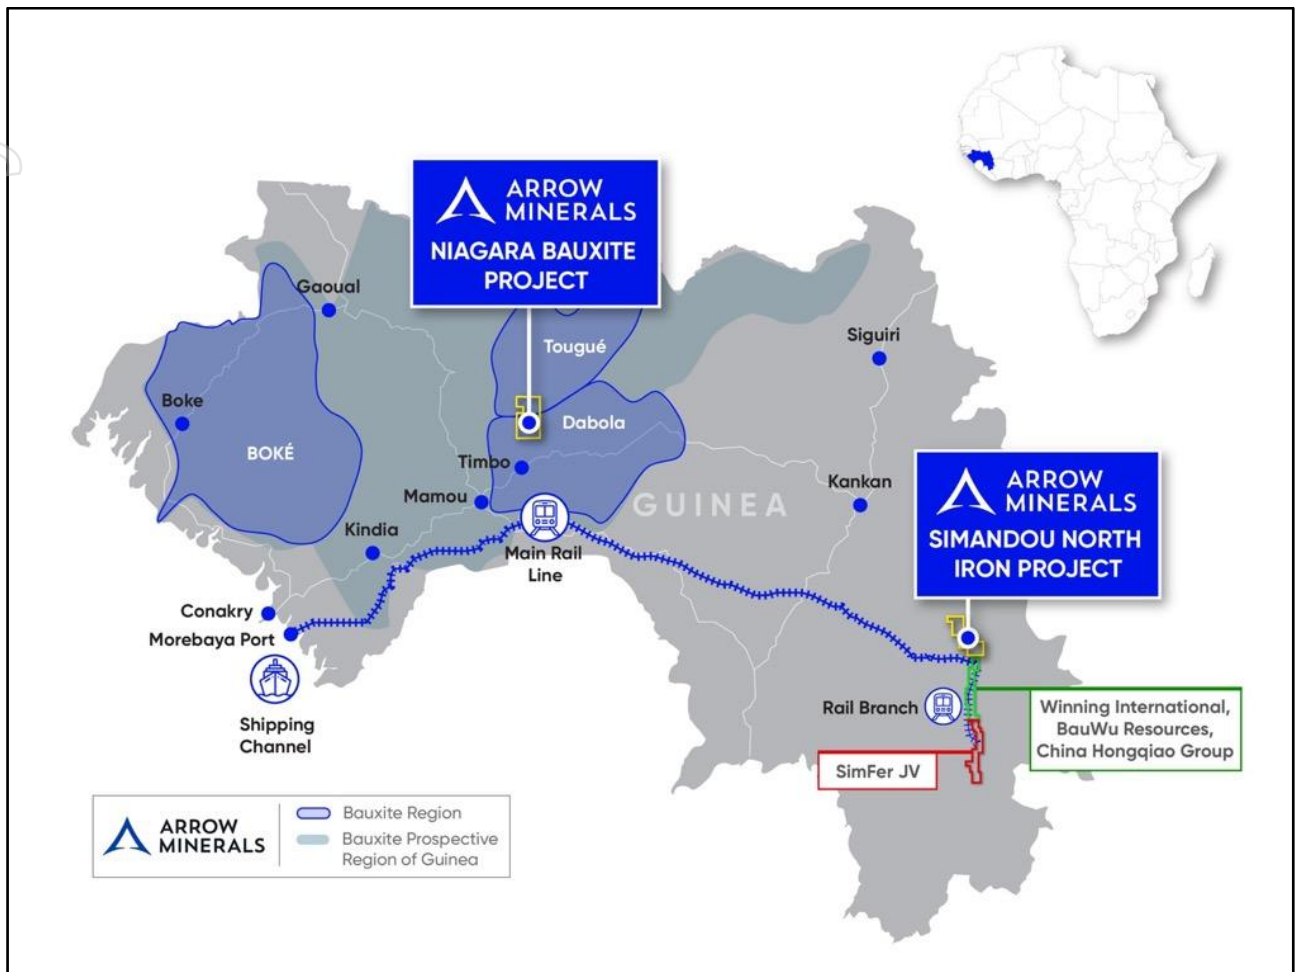 ARROW
MINERALS
NIAGARA BAUXITE
PROJECT
Gaoual
Tougué
Siguiri
Boke
BOKÉ
Dabola
Timbo
Mamou
GUINEA
Kankan
ARROW
MINERALS
SIMANDOU NORTH
IRON PROJECT
Kindia
Main Rail
Line
Conakry
Morebaya Port
Shipping
Channel
Rail Branch
Winning International,
BauWu Resources,
China Hongqiao Group
SimFer JV
ARROW
MINERALS
Bauxite Region
Bauxite Prospective
Region of Guinea